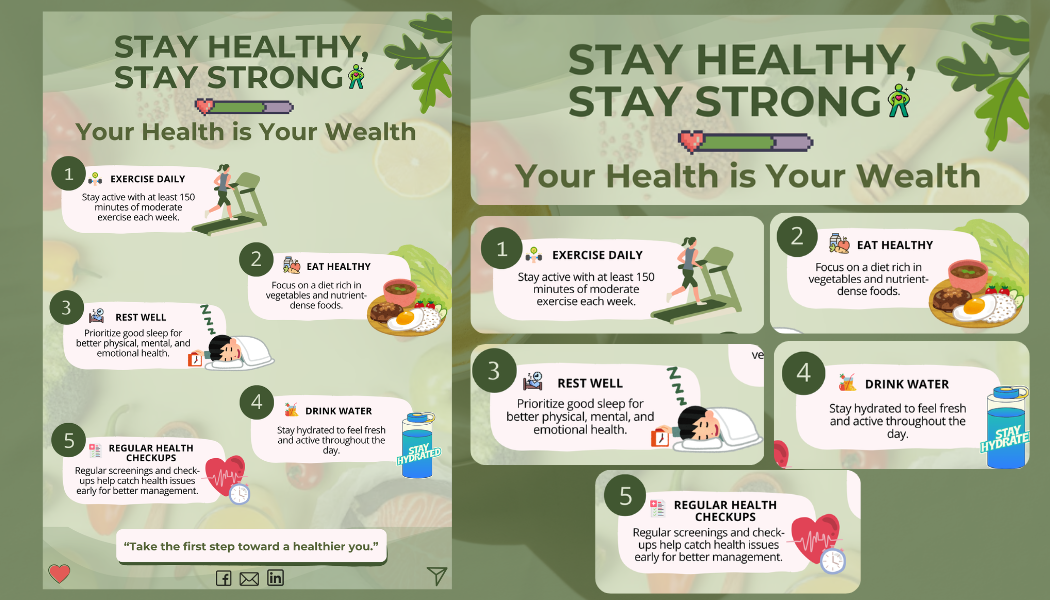 STAY HEALTHY,
STAY STRONG
Your Health is Your Wealth
1
EXERCISE DAILY
Stay active with at least 150
minutes of moderate
exercise each week.
2
EAT HEALTHY
Focus on a diet rich in
vegetables and nutrient-
dense foods.
3
REST WELL
Prioritize good sleep for
better physical, mental, and
emotional health.
Z
Z
Z
4
DRINK WATER
Stay hydrated to feel fresh
and active throughout the
day.
STAY
HYDRATED
5
REGULAR HEALTH
CHECKUPS
Regular screenings and check-
ups help catch health issues
early for better management.
“Take the first step toward a healthier you.”
in
STAY HEALTHY,
STAY STRONG
Your Health is Your Wealth
1
EXERCISE DAILY
Stay active with at least 150
minutes of moderate
exercise each week.
2
EAT HEALTHY
Focus on a diet rich in
vegetables and nutrient-
dense foods.
3
REST WELL
Prioritize good sleep for
better physical, mental, and
emotional health.
Z
Z
Z
ve
4
DRINK WATER
Stay hydrated to feel fresh
and active throughout the
day.
STAY
HYDRATE
5
REGULAR HEALTH
CHECKUPS
Regular screenings and check-
ups help catch health issues
early for better management.